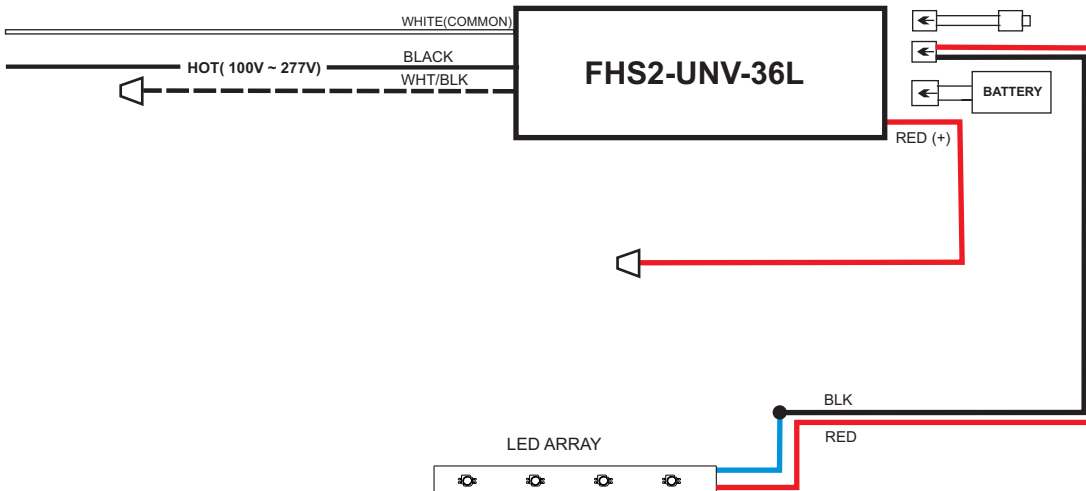 WHITE(COMMON)
BLACK
HOT( 100V ~ 277V)
WHT/BLK
FHS2-UNV-36L
BATTERY
RED (+)
BLK
RED
LED ARRAY